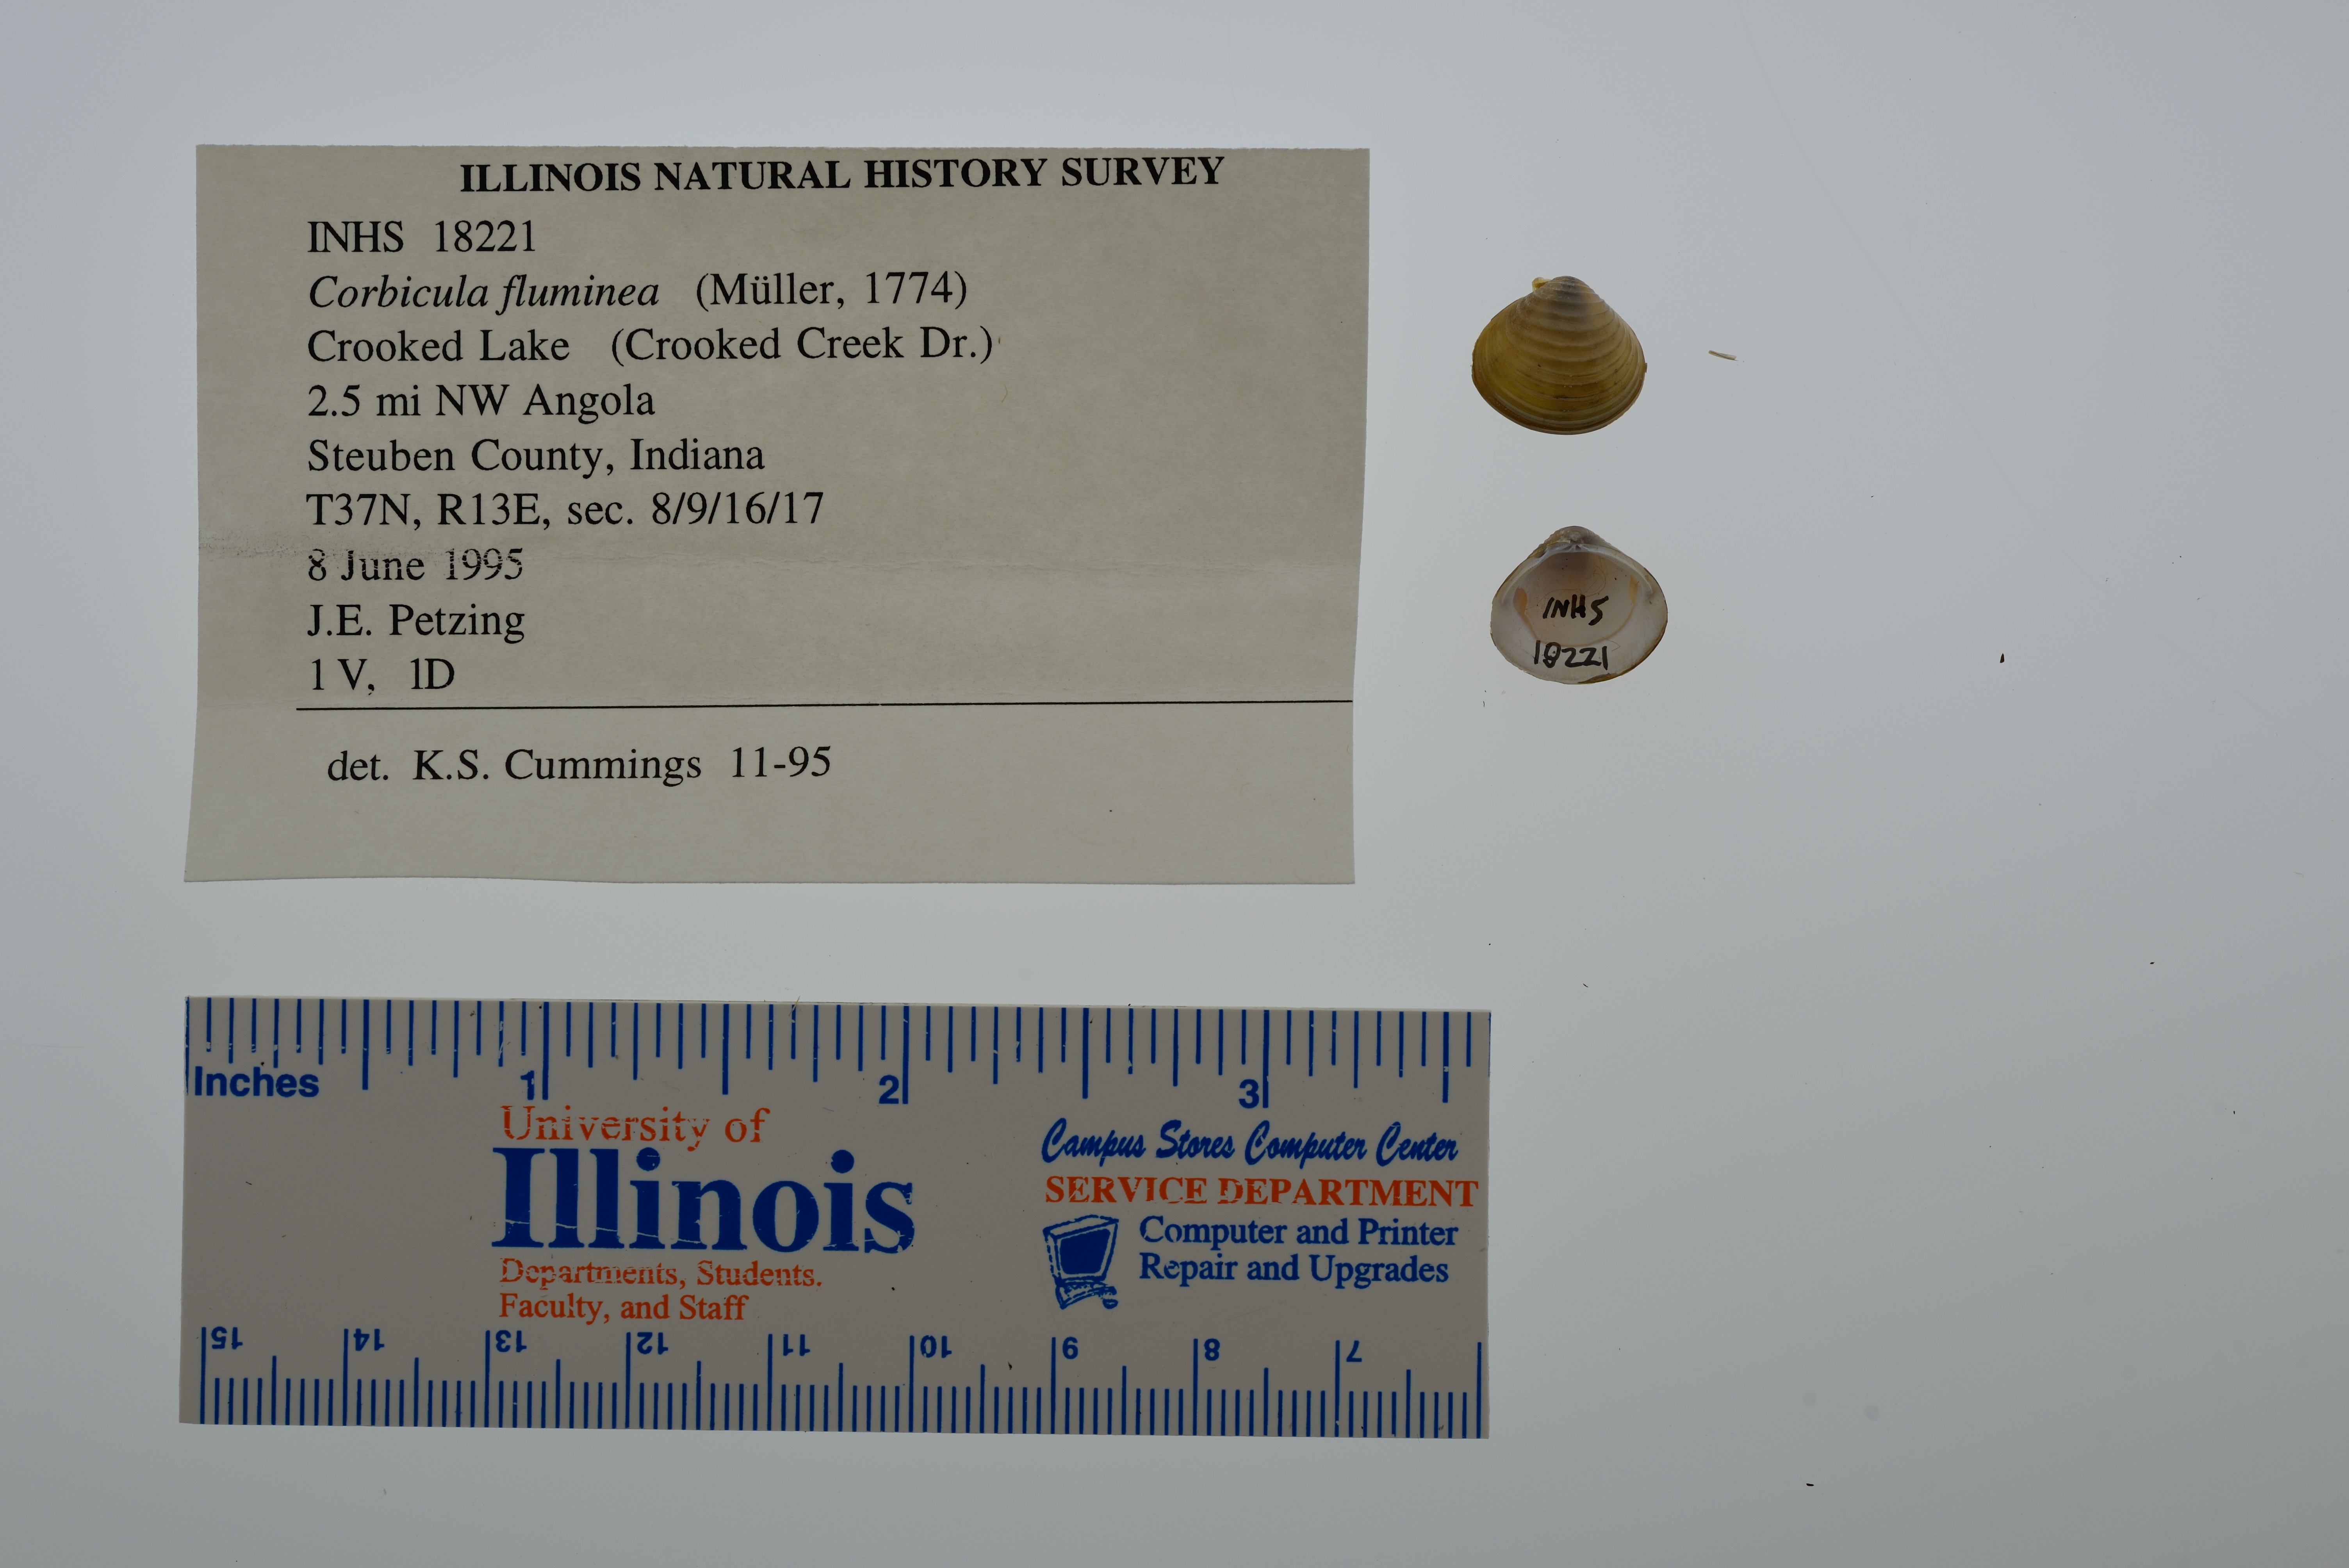 ILLINOIS NATURAL HISTORY SURVEY
INHS 18221
Corbicula fluminea (Müller, 1774)
Crooked Lake (Crooked Creek Dr.)
2.5 mi NW Angola
Steuben County, Indiana
T37N, R13E, sec. 8/9/16/17
8 June 1995
J.E. Petzing
1 V, 1D
det. K.S. Cummings 11-95
INHS
18221
Inches 1 2 3
University of
Illinois
Departments, Students.
Faculty, and Staff
Campus Stores Computer Center
SERVICE DEPARTMENT
Computer and Printer
Repair and Upgrades
15 14 13 12 11 10 9 8 7